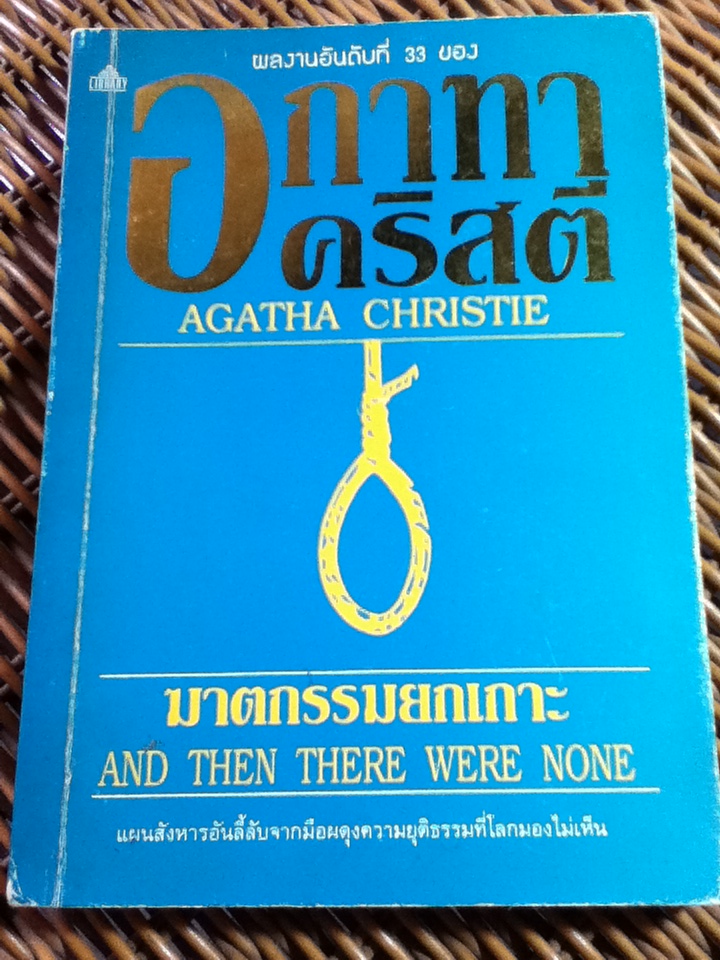 ผลงานอันดับที่ 33 ของ
LIBRARY
อกาทา
คริสตี
AGATHA CHRISTIE
ฆาตกรรมยกเกาะ
AND THEN THERE WERE NONE
แผนสังหารอันลี้ลับจากมือผดุงความยุติธรรมที่โลกมองไม่เห็น